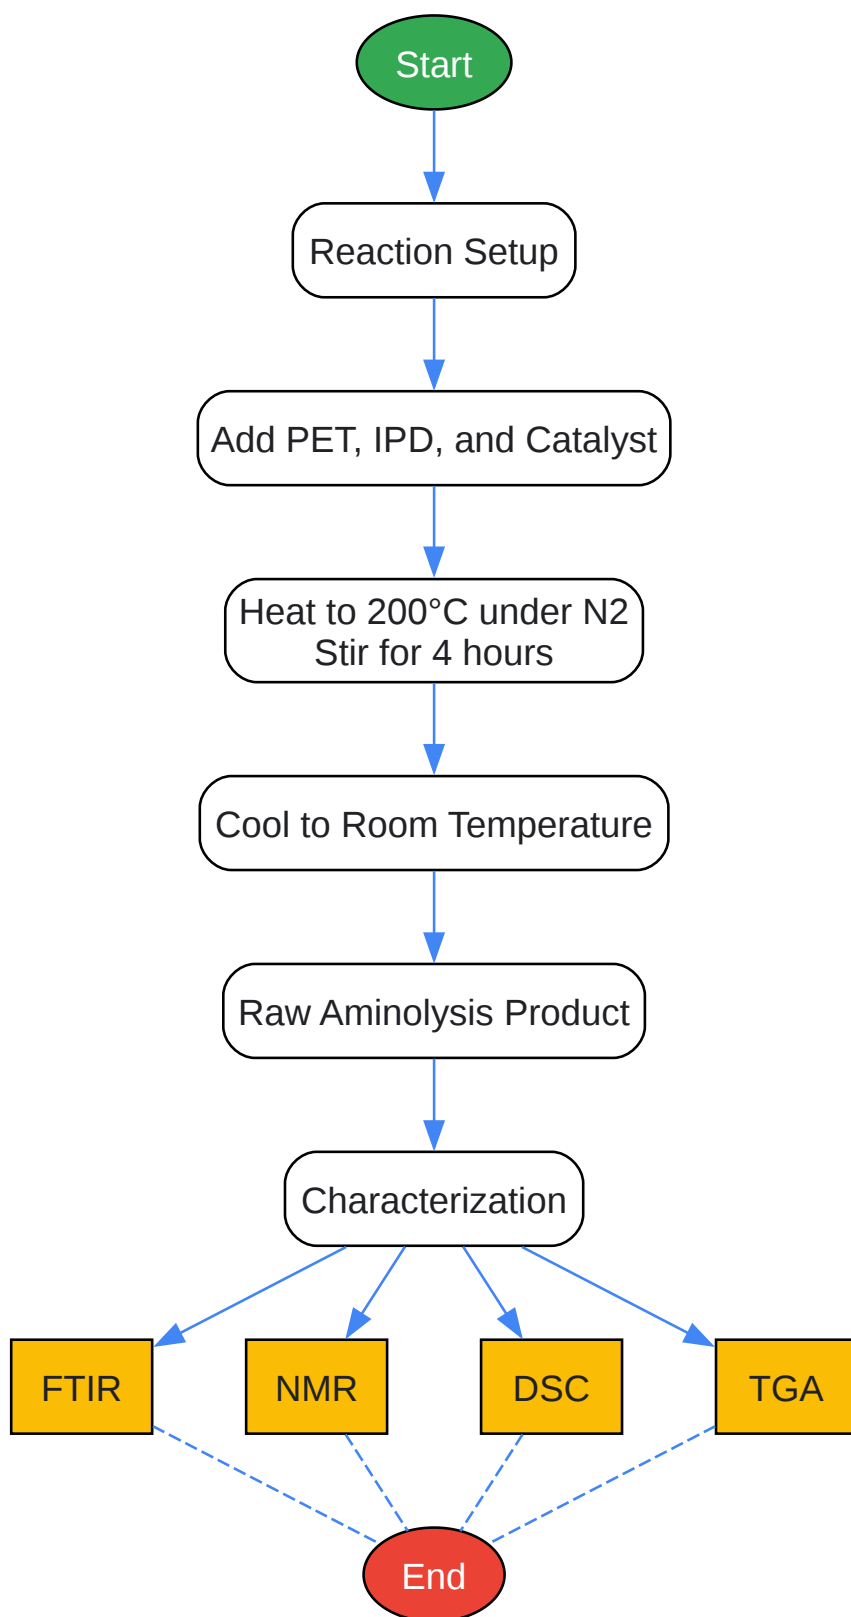 Start
Reaction Setup
Add PET, IPD, and Catalyst
Heat to 200°C under N2
Stir for 4 hours
Cool to Room Temperature
Raw Aminolysis Product
Characterization
FTIR
NMR
DSC
TGA
End